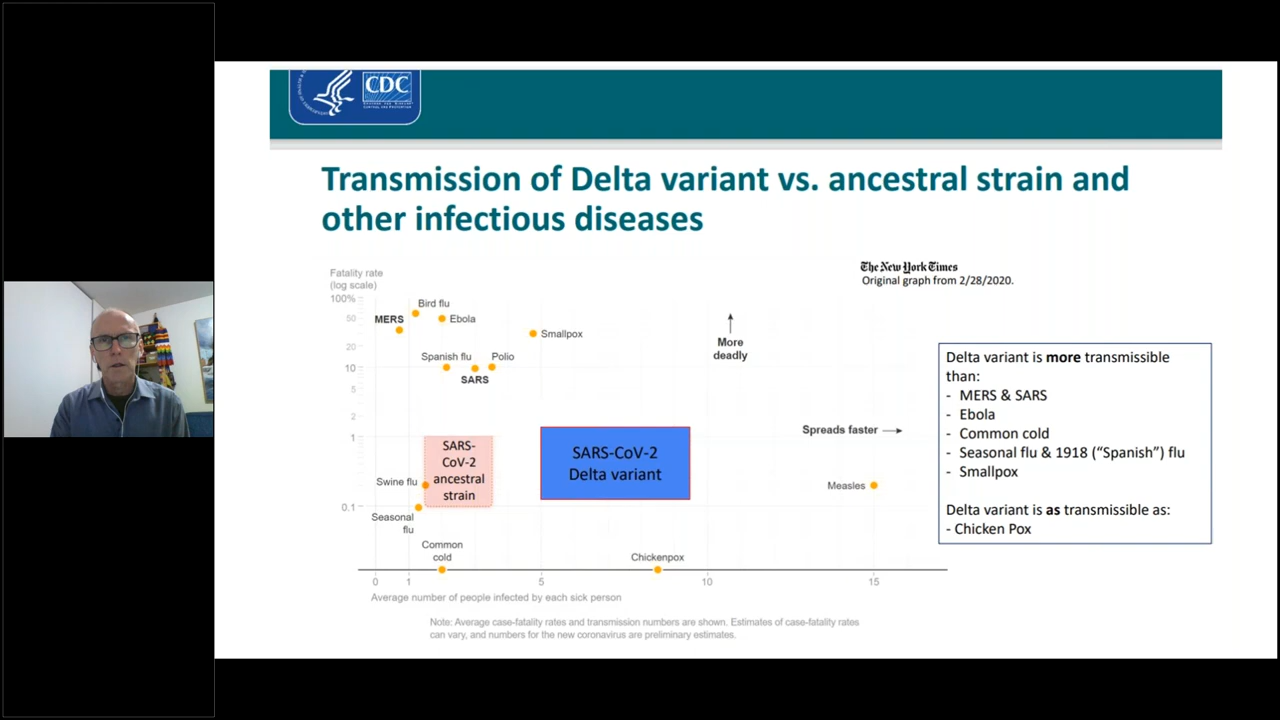 CDC
Transmission of Delta variant vs. ancestral strain and
other infectious diseases
The New York Times
Original graph from 2/28/2020.
Fatality rate
(log scale)
100%
50
20
10
5
2
1
0.1
Bird flu
MERS
Ebola
Smallpox
Spanish flu
Polio
SARS
More
deadly
Spreads faster
SARS-
CoV-2
ancestral
strain
SARS-CoV-2
Delta variant
Swine flu
Seasonal
flu
Measles
Common
cold
Chickenpox
0
1
5
10
15
Average number of people infected by each sick person
Note: Average case-fatality rates and transmission numbers are shown. Estimates of case-fatality rates
can vary, and numbers for the new coronavirus are preliminary estimates.
Delta variant is more transmissible
than:
- MERS & SARS
- Ebola
- Common cold
- Seasonal flu & 1918 (“Spanish”) flu
- Smallpox
Delta variant is as transmissible as:
- Chicken Pox